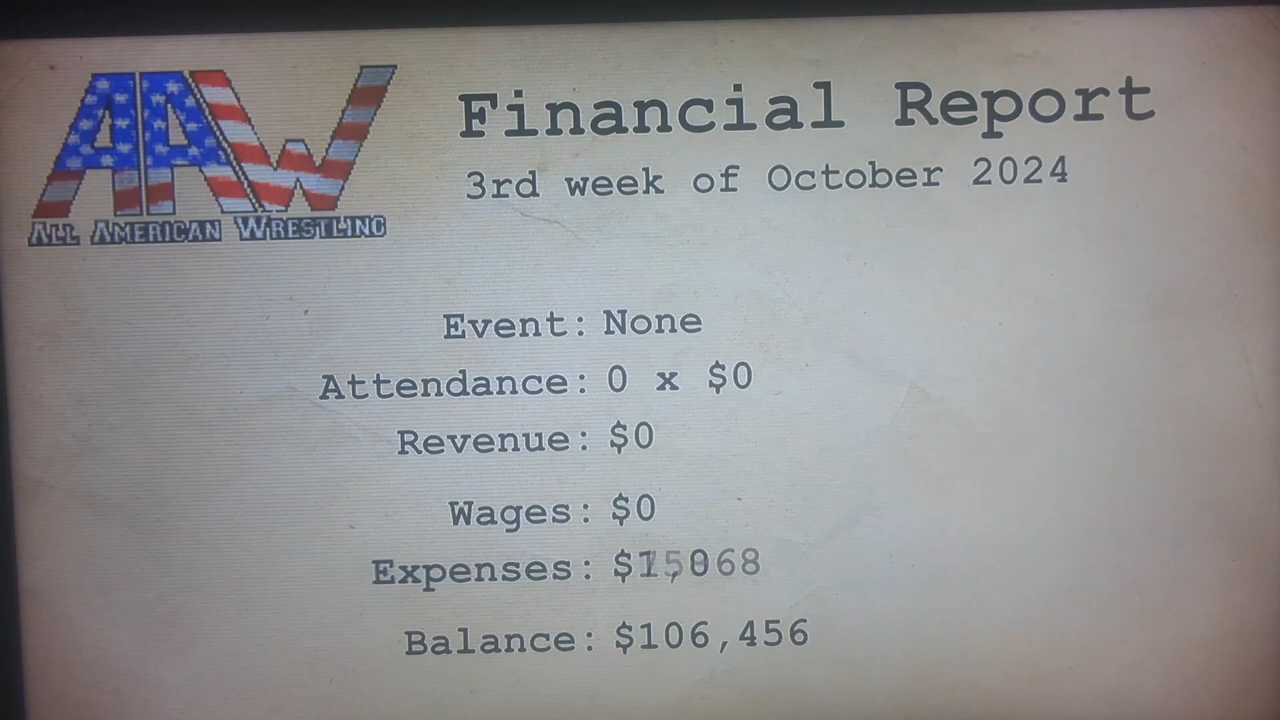 AAW
ALL AMERICAN WRESTLING
Financial Report
3rd week of October 2024
Event: None
Attendance: 0 x $0
Revenue: $0
Wages: $0
Expenses:
Balance: $106,456